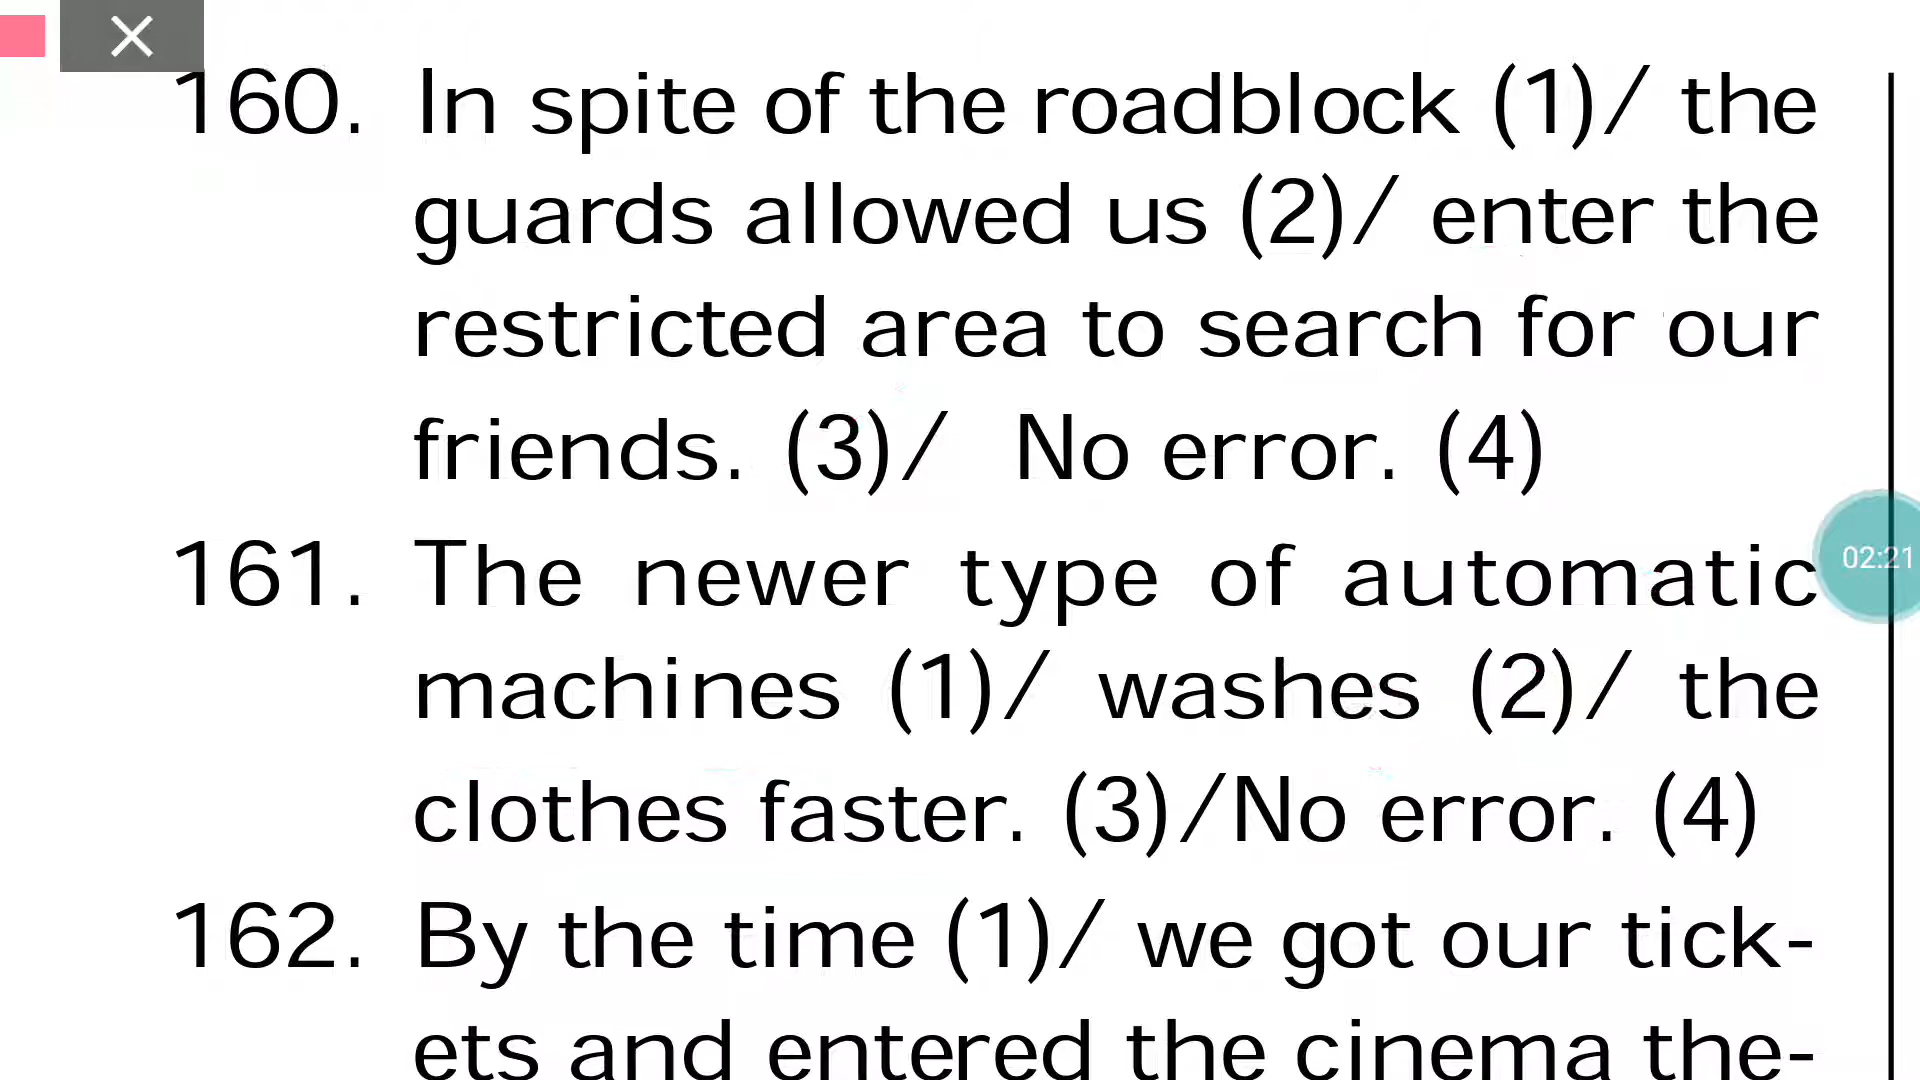 160. In spite of the roadblock (1)/ the
guards allowed us (2)/ enter the
restricted area to search for our
friends. (3)/ No error. (4)
161. The newer type of automatic
machines (1)/ washes (2)/ the
clothes faster. (3)/No error. (4)
02:21
162. By the time (1)/ we got our tick-
ets and entered the cinema the-